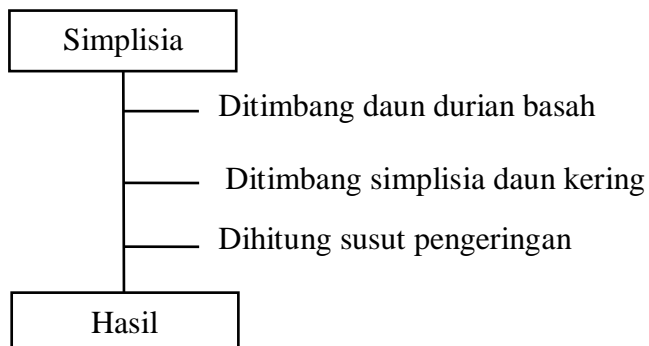 Simplisia
Ditimbang daun durian basah
Ditimbang simplisia daun kering
Dihitung susut pengeringan
Hasil